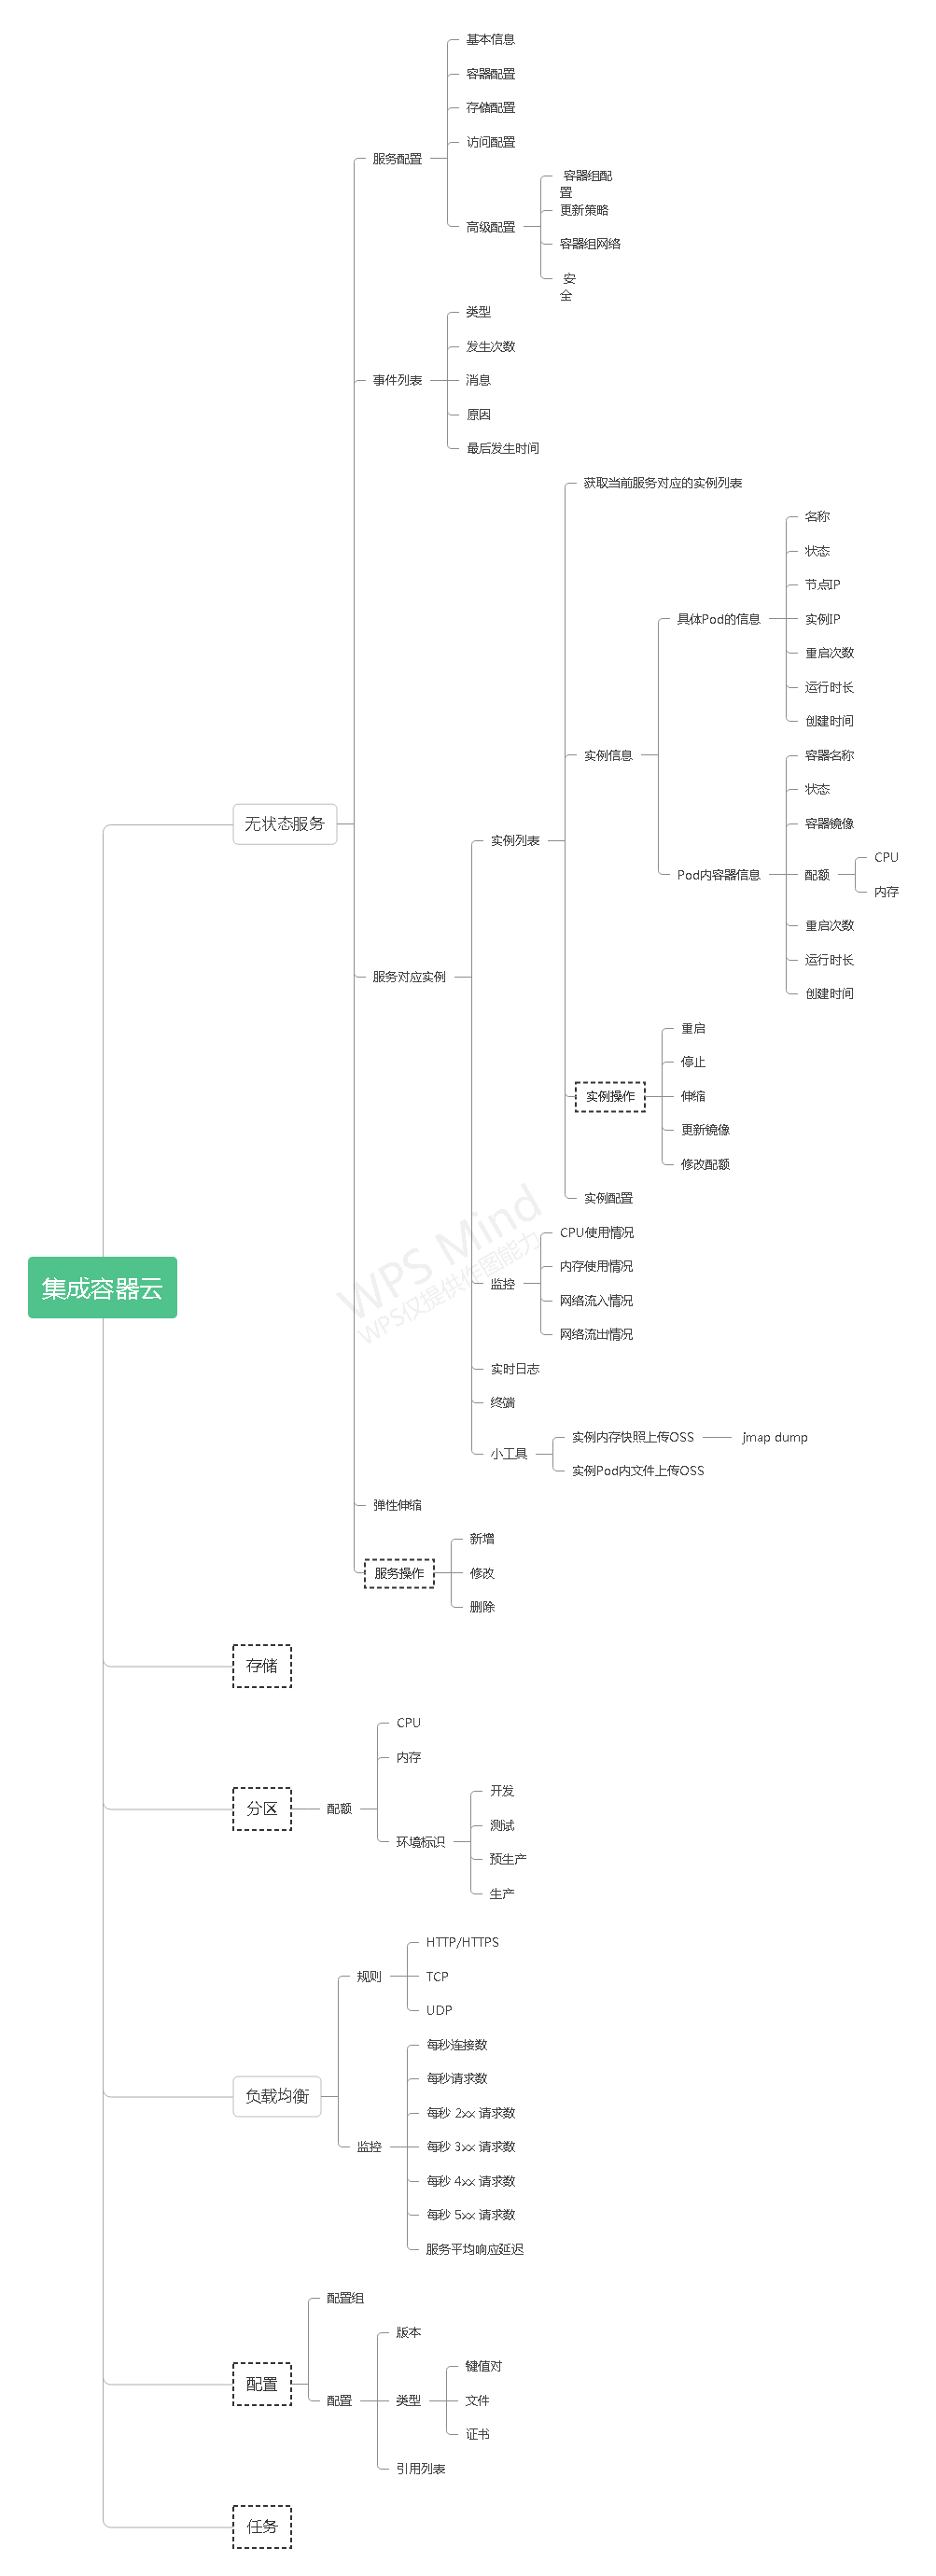 基本信息
容器配置
存储配置
访问配置
服务配置
容器组配
置
更新策略
高级配置
容器组网络
安
全
类型
发生次数
事件列表
消息
原因
最后发生时间
获取当前服务对应的实例列表
名称
状态
节点IP
具体Pod的信息
实例IP
重启次数
运行时长
创建时间
实例信息
容器名称
状态
容器镜像
无状态服务
实例列表
CPU
Pod内容器信息
配额
内存
重启次数
运行时长
服务对应实例
创建时间
重启
停止
实例操作
伸缩
更新镜像
修改配额
实例配置
WPS Mind
WPS仅提供作图能力
CPU使用情况
内存使用情况
集成容器云
监控
网络流入情况
网络流出情况
实时日志
终端
实例内存快照上传OSS
jmap dump
小工具
实例Pod内文件上传OSS
弹性伸缩
新增
服务操作
修改
删除
存储
CPU
内存
开发
分区
配额
测试
环境标识
预生产
生产
HTTP/HTTPS
规则
TCP
UDP
每秒连接数
每秒请求数
负载均衡
每秒 2xx 请求数
监控
每秒 3xx 请求数
每秒 4xx 请求数
每秒 5xx 请求数
服务平均响应延迟
配置组
版本
键值对
配置
配置
类型
文件
证书
引用列表
任务